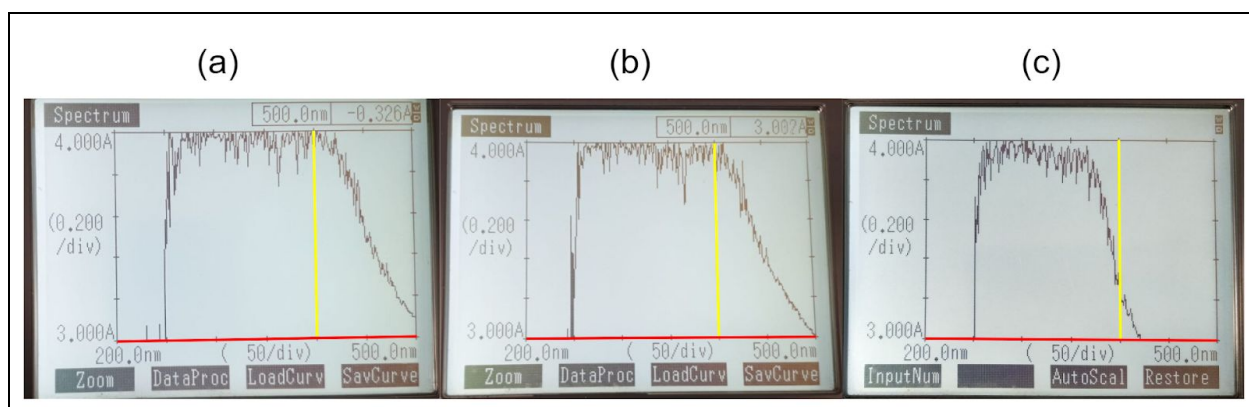 (a)
(b)
(c)
Spectrum
500.0nm
-0.326A
4.000A
(0.200
/div)
3.000A
200.0nm
( 50/div)
500.0nm
Zoom
DataProc
LoadCurv
SavCurve
Spectrum
500.0nm
3.002A
4.000A
(0.200
/div)
3.000A
200.0nm
( 50/div)
500.0nm
Zoom
DataProc
LoadCurv
SavCurve
Spectrum
4.000A
(0.200
/div)
3.000A
200.0nm
( 50/div)
500.0nm
InputNum
AutoScal
Restore